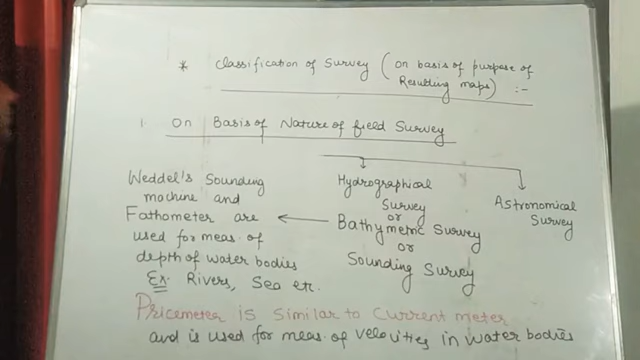 * Classification of Survey (on basis of purpose of
Resulting maps) :-
1. On Basis of Nature of field Survey
Weddel's Sounding
machine and
Fathometer are
used for meas. of
depth of water bodies
Ex. Rivers, Sea etc.
Hydrographical
Survey
or
Bathymetric Survey
or
Sounding Survey
Astronomical
Survey
Pricemeter is similar to current meter
and is used for meas. of velocities in water bodies